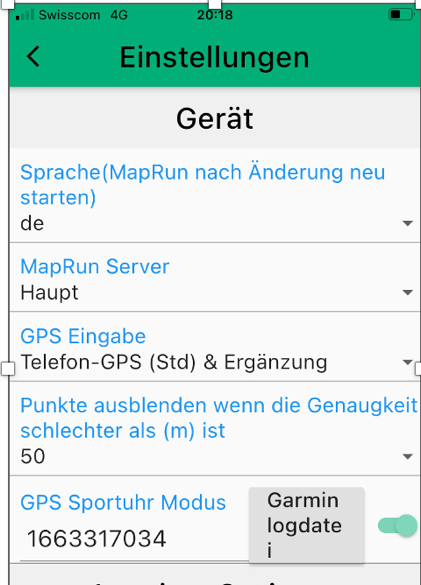 Swisscom 4G 20:18
Einstellungen
Gerät
Sprache(MapRun nach Änderung neu
starten)
de
MapRun Server
Haupt
GPS Eingabe
Telefon-GPS (Std) & Ergänzung
Punkte ausblenden wenn die Genaugkeit
schlechter als (m) ist
50
GPS Sportuhr Modus
1663317034
Garmin
logdate
i